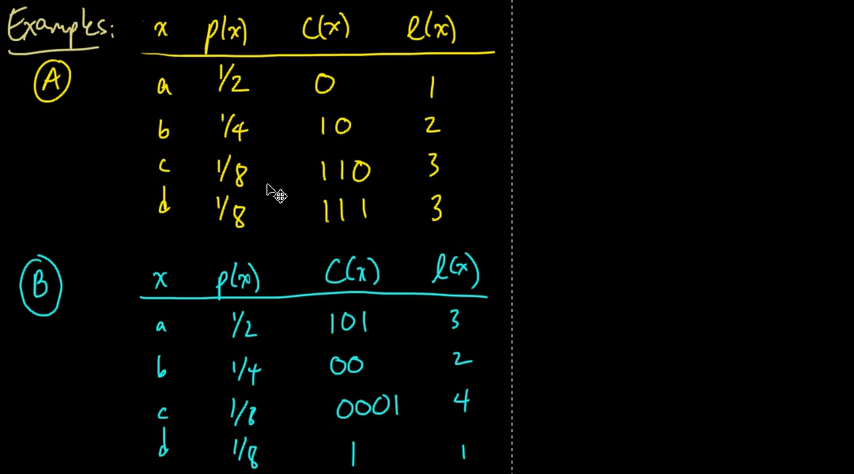 Examples: x p(x) C(x) l(x)
A a 1/2 0 1
b 1/4 10 2
c 1/8 110 3
d 1/8 111 3
B x p(x) C(x) l(x)
a 1/2 101 3
b 1/4 00 2
c 1/8 0001 4
d 1/8 1 1